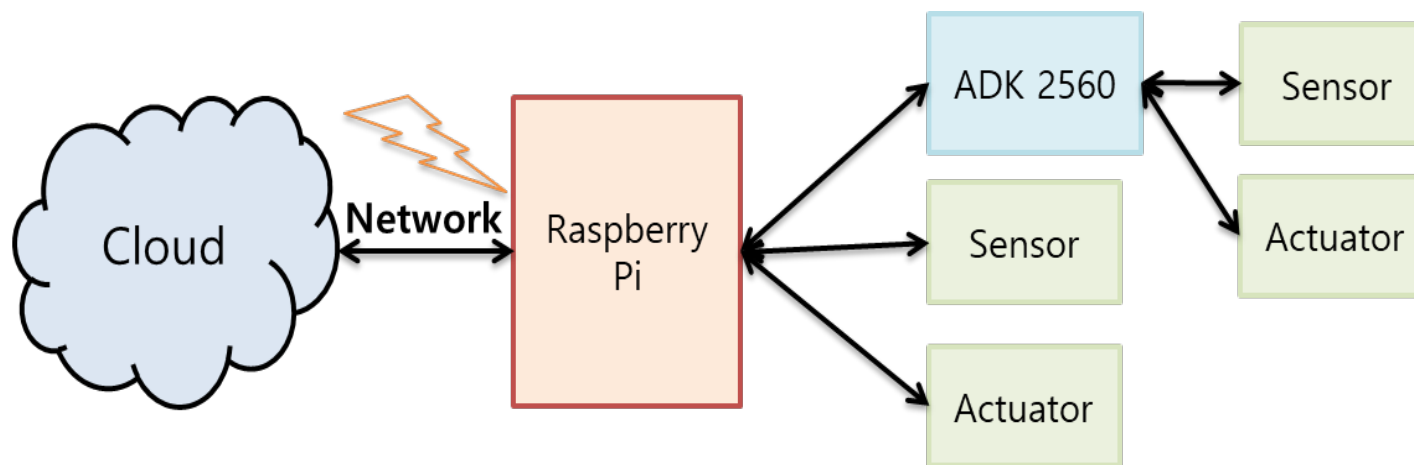 Cloud
Network
Raspberry
Pi
ADK 2560
Sensor
Actuator
Sensor
Actuator